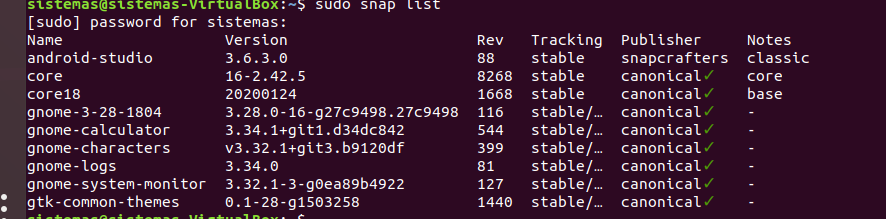 sistemas@sistemas-VirtualBox:~$ sudo snap list
[sudo] password for sistemas:
Name Version Rev Tracking Publisher Notes
android-studio 3.6.3.0 88 stable snapcrafters classic
core 16-2.42.5 8268 stable canonical✓ core
core18 20200124 1668 stable canonical✓ base
gnome-3-28-1804 3.28.0-16-g27c9498.27c9498 116 stable/… canonical✓ -
gnome-calculator 3.34.1+git1.d34dc842 544 stable/… canonical✓ -
gnome-characters v3.32.1+git3.b9120df 399 stable/… canonical✓ -
gnome-logs 3.34.0 81 stable/… canonical✓ -
gnome-system-monitor 3.32.1-3-g0ea89b4922 127 stable/… canonical✓ -
gtk-common-themes 0.1-28-g1503258 1440 stable/… canonical✓ -
sistemas@sistemas-VirtualBox:~$